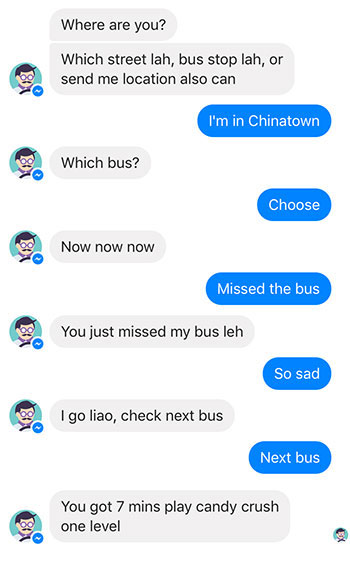 Where are you?
Which street lah, bus stop lah, or
send me location also can
I'm in Chinatown
Which bus?
Choose
Now now now
Missed the bus
You just missed my bus leh
So sad
I go liao, check next bus
Next bus
You got 7 mins play candy crush
one level